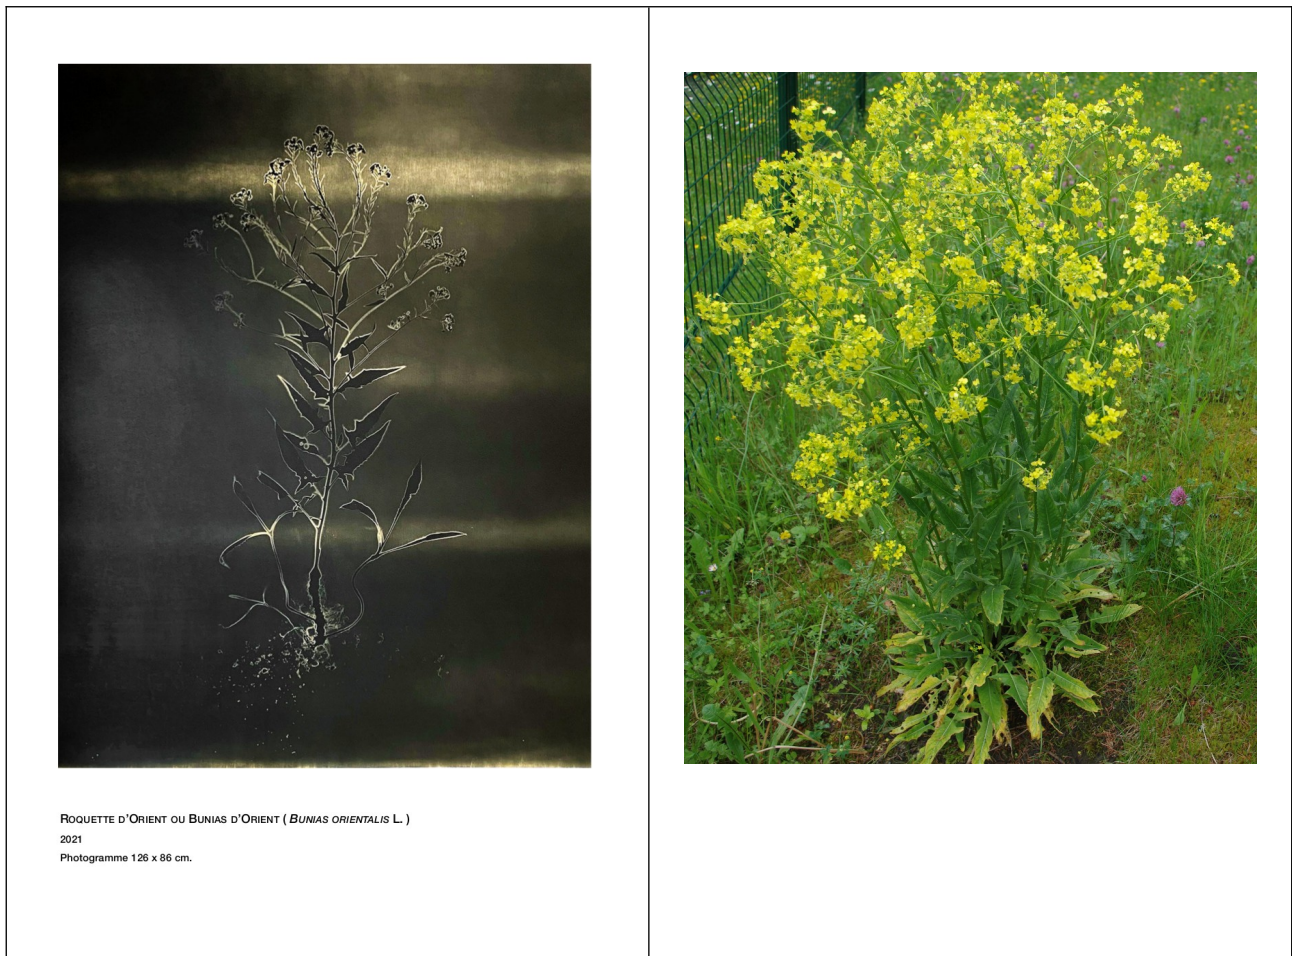 ROQUETTE D'ORIENT OU BUNIAS D'ORIENT ( BUNIAS ORIENTALIS L. )
2021
Photogramme 126 x 86 cm.